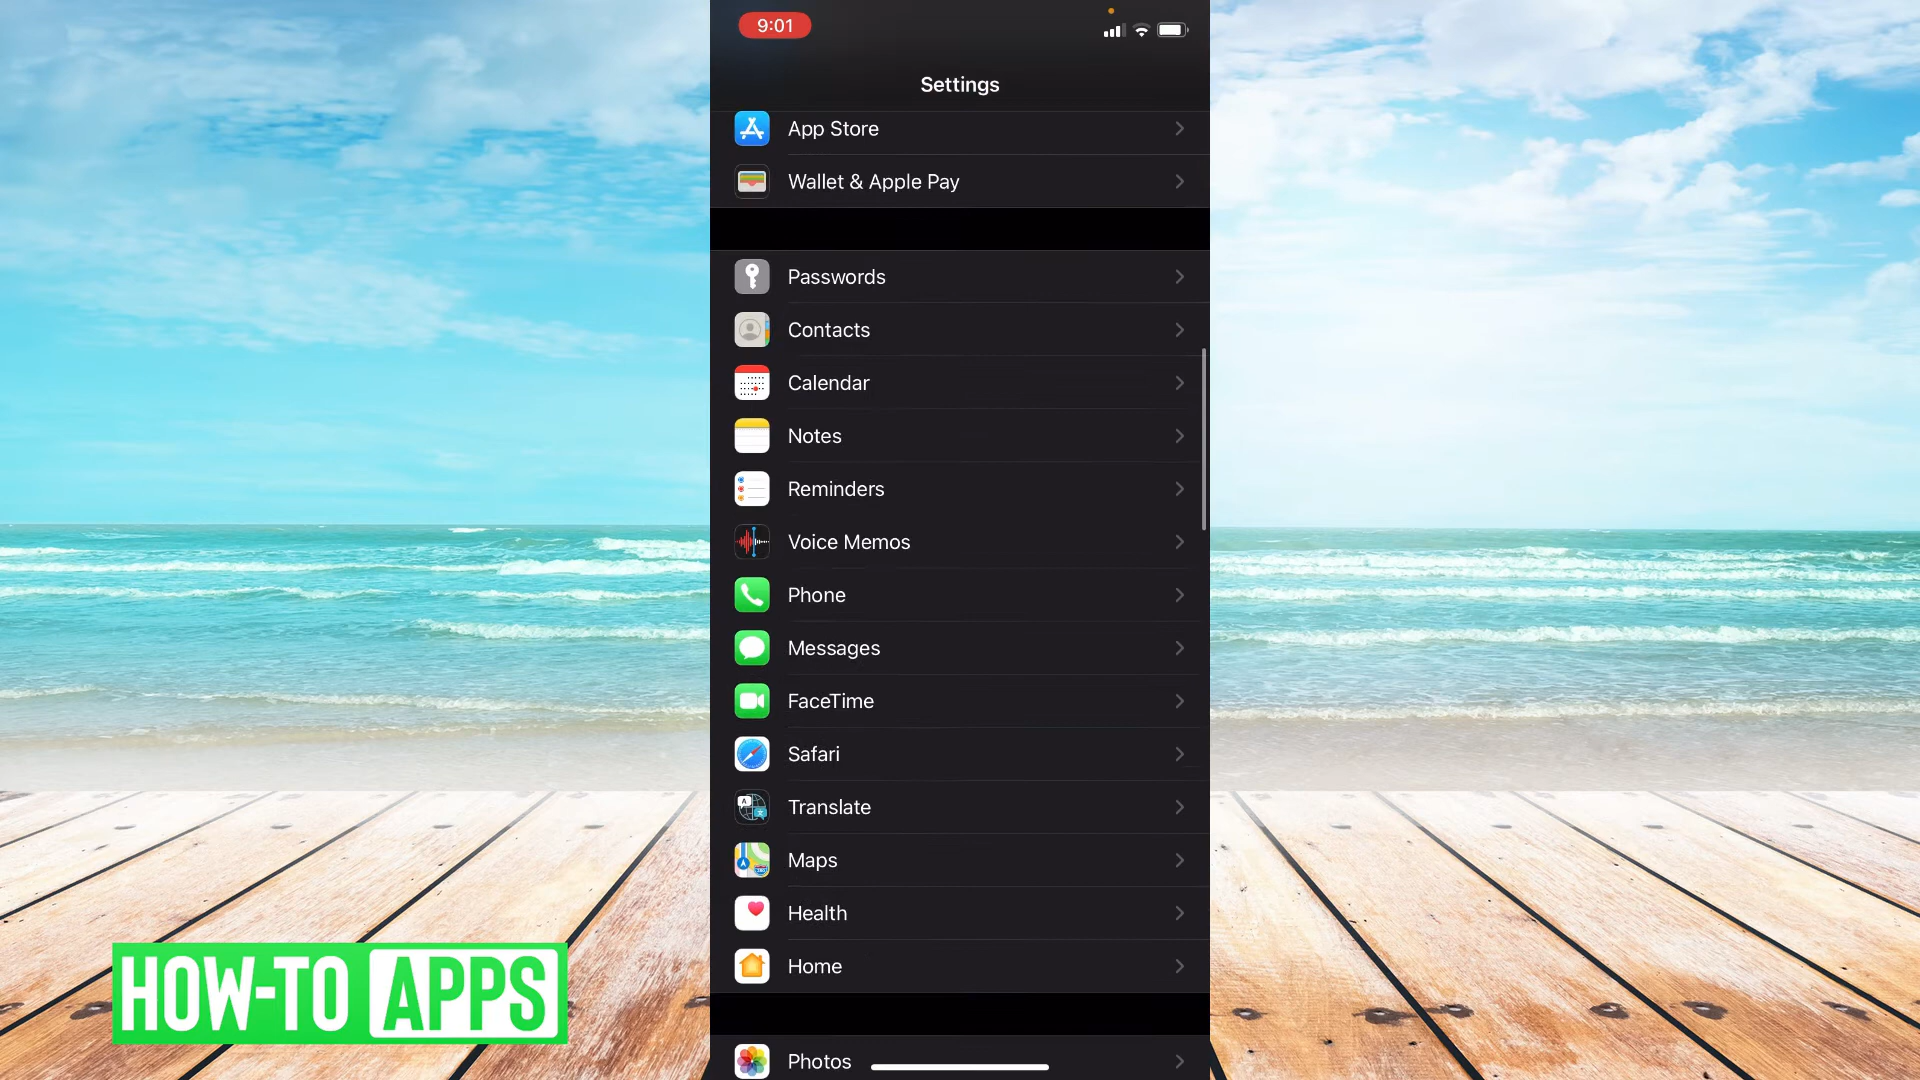 9:01
Settings
App Store
Wallet & Apple Pay
Passwords
Contacts
Calendar
Notes
Reminders
Voice Memos
Phone
Messages
FaceTime
Safari
Translate
Maps
Health
Home
Photos
HOW-TO APPS